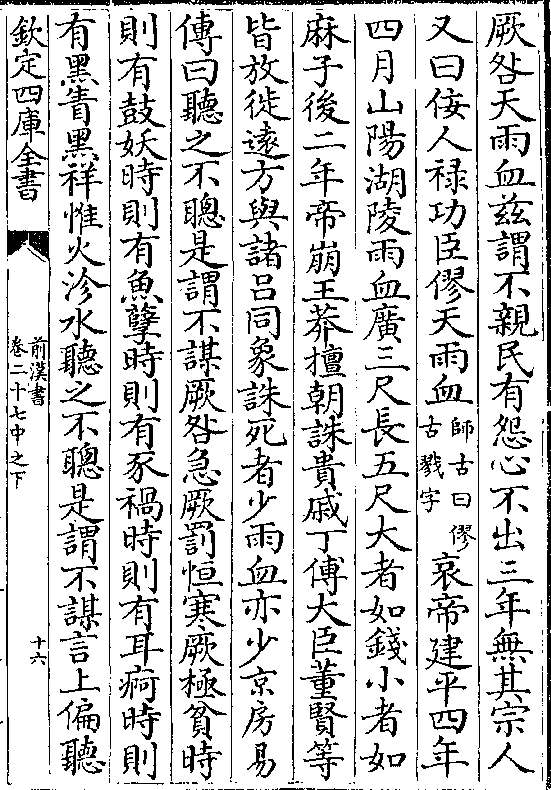 厥咎天雨血兹謂不親民有怨心不出三年無其宗人
又曰佞人禄功臣僇天雨血師古曰僇古戮字哀帝建平四年
四月山陽湖陵雨血廣三尺長五尺大者如錢小者如
麻子後二年帝崩王莽擅朝誅貴戚丁傅大臣董賢等
皆放徙遠方與諸吕同象誅死者少雨血亦少京房易
傳曰聽之不聰是謂不謀厥咎急厥罰恒寒厥極貧時
則有鼓妖時則有魚孽時則有豕禍時則有耳痾時則
有黑眚黑祥惟火沴水聽之不聰是謂不謀言上偏聽
欽定四庫全書
前漢書
卷二十七中之下
十六